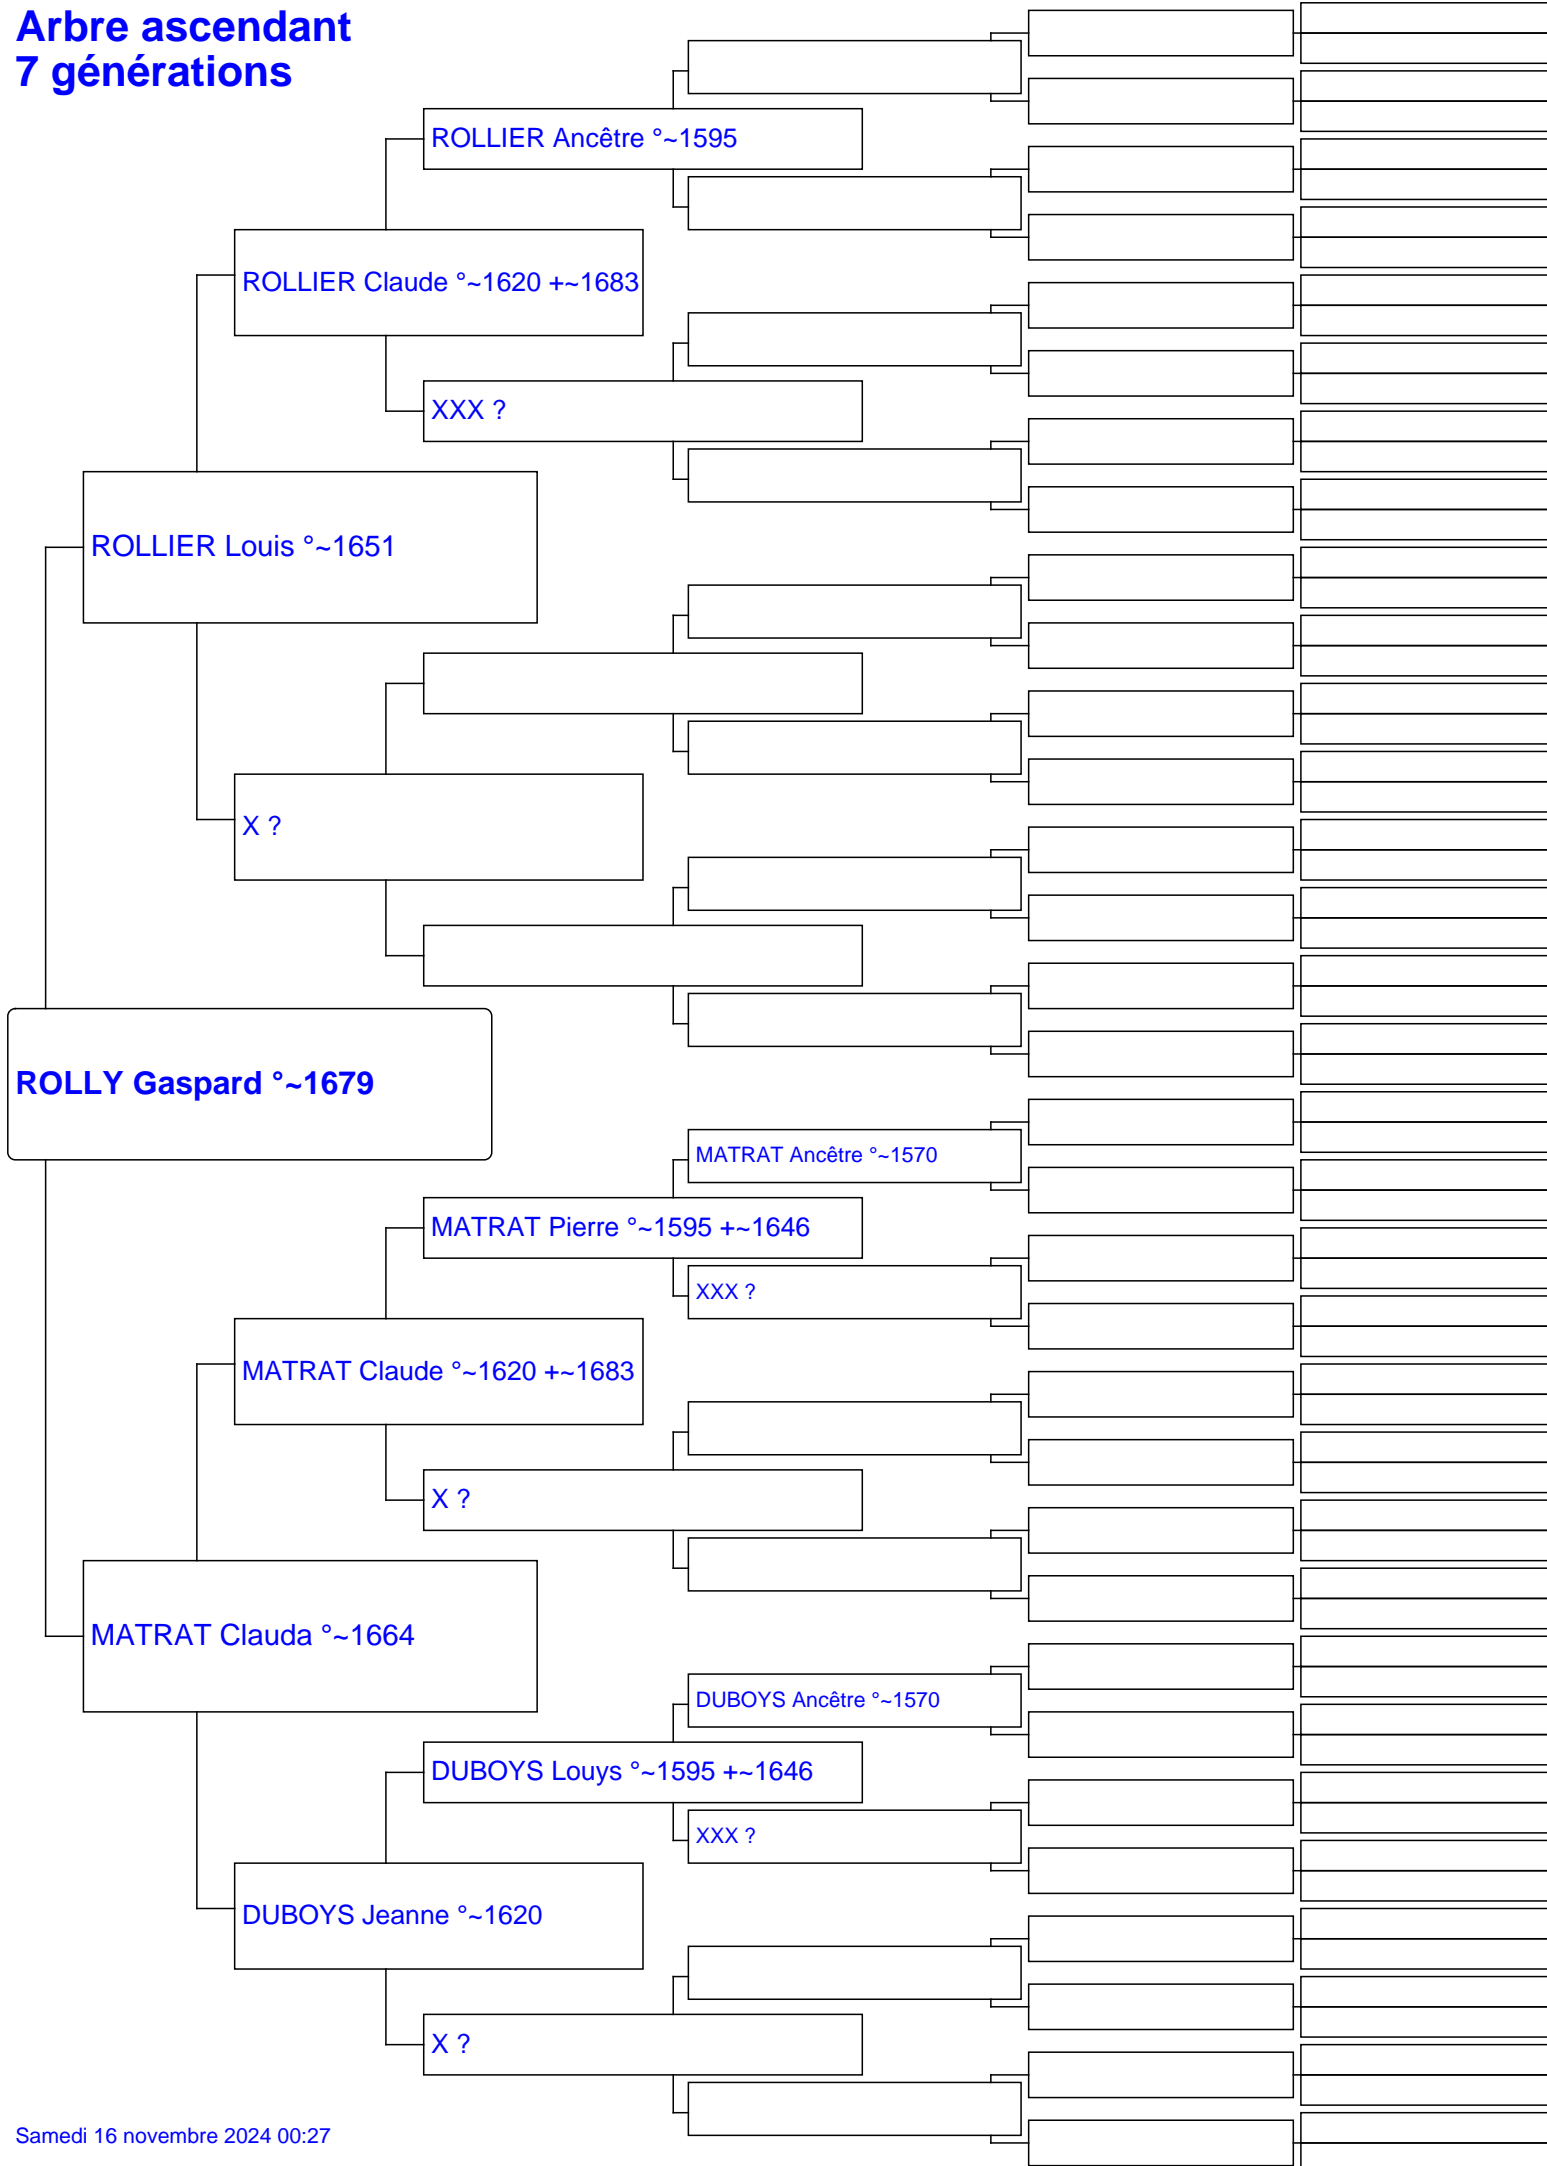 Arbre ascendant
7 générations
ROLLIER Ancêtre °~1595
ROLLIER Claude °~1620 +~1683
XXX ?
ROLLIER Louis °~1651
X ?
ROLLY Gaspard °~1679
MATRAT Ancêtre °~1570
MATRAT Pierre °~1595 +~1646
XXX ?
MATRAT Claude °~1620 +~1683
X ?
MATRAT Clauda °~1664
DUBOYS Ancêtre °~1570
DUBOYS Louys °~1595 +~1646
XXX ?
DUBOYS Jeanne °~1620
X ?
Samedi 16 novembre 2024 00:27